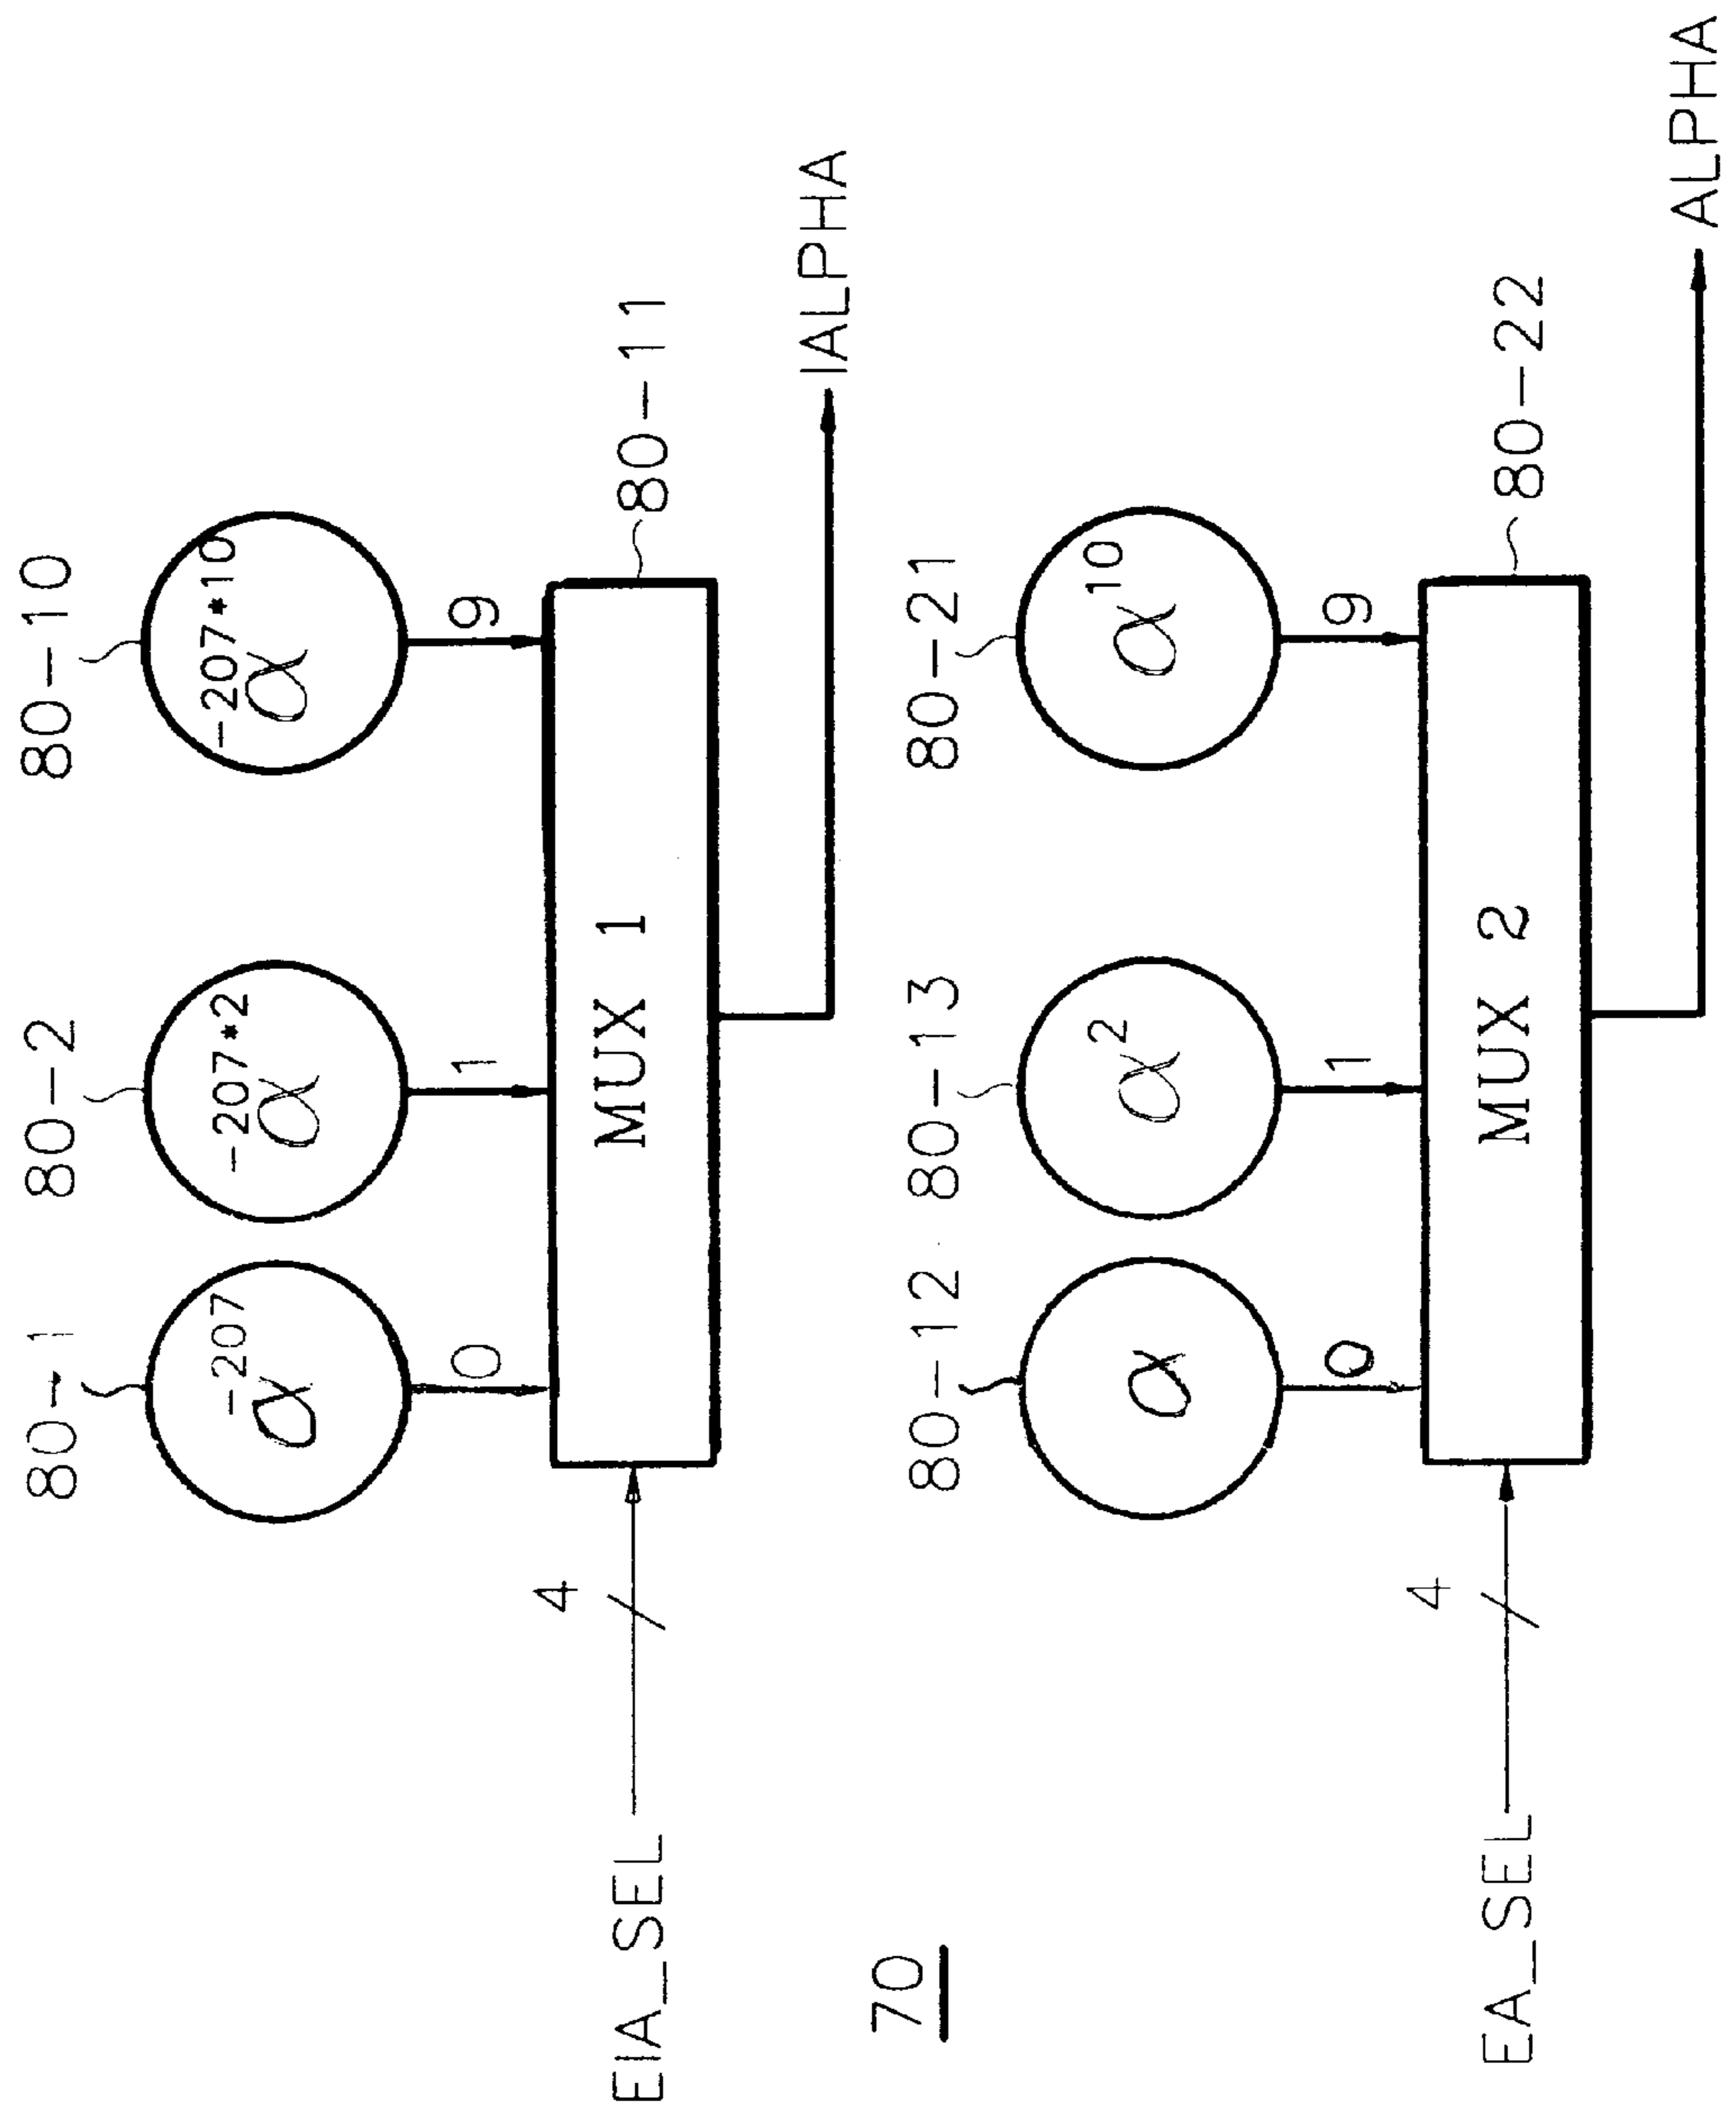 80-1 80-2 80-10
α^-207 α^-207*2 α^-207*10
0 1 9
EIA_SEL 4 MUX 1 80-11
IALPHA
70
80-12 80-13 80-21
α α^2 α^10
0 1 9
EA_SEL 4 MUX 2 80-22
ALPHA